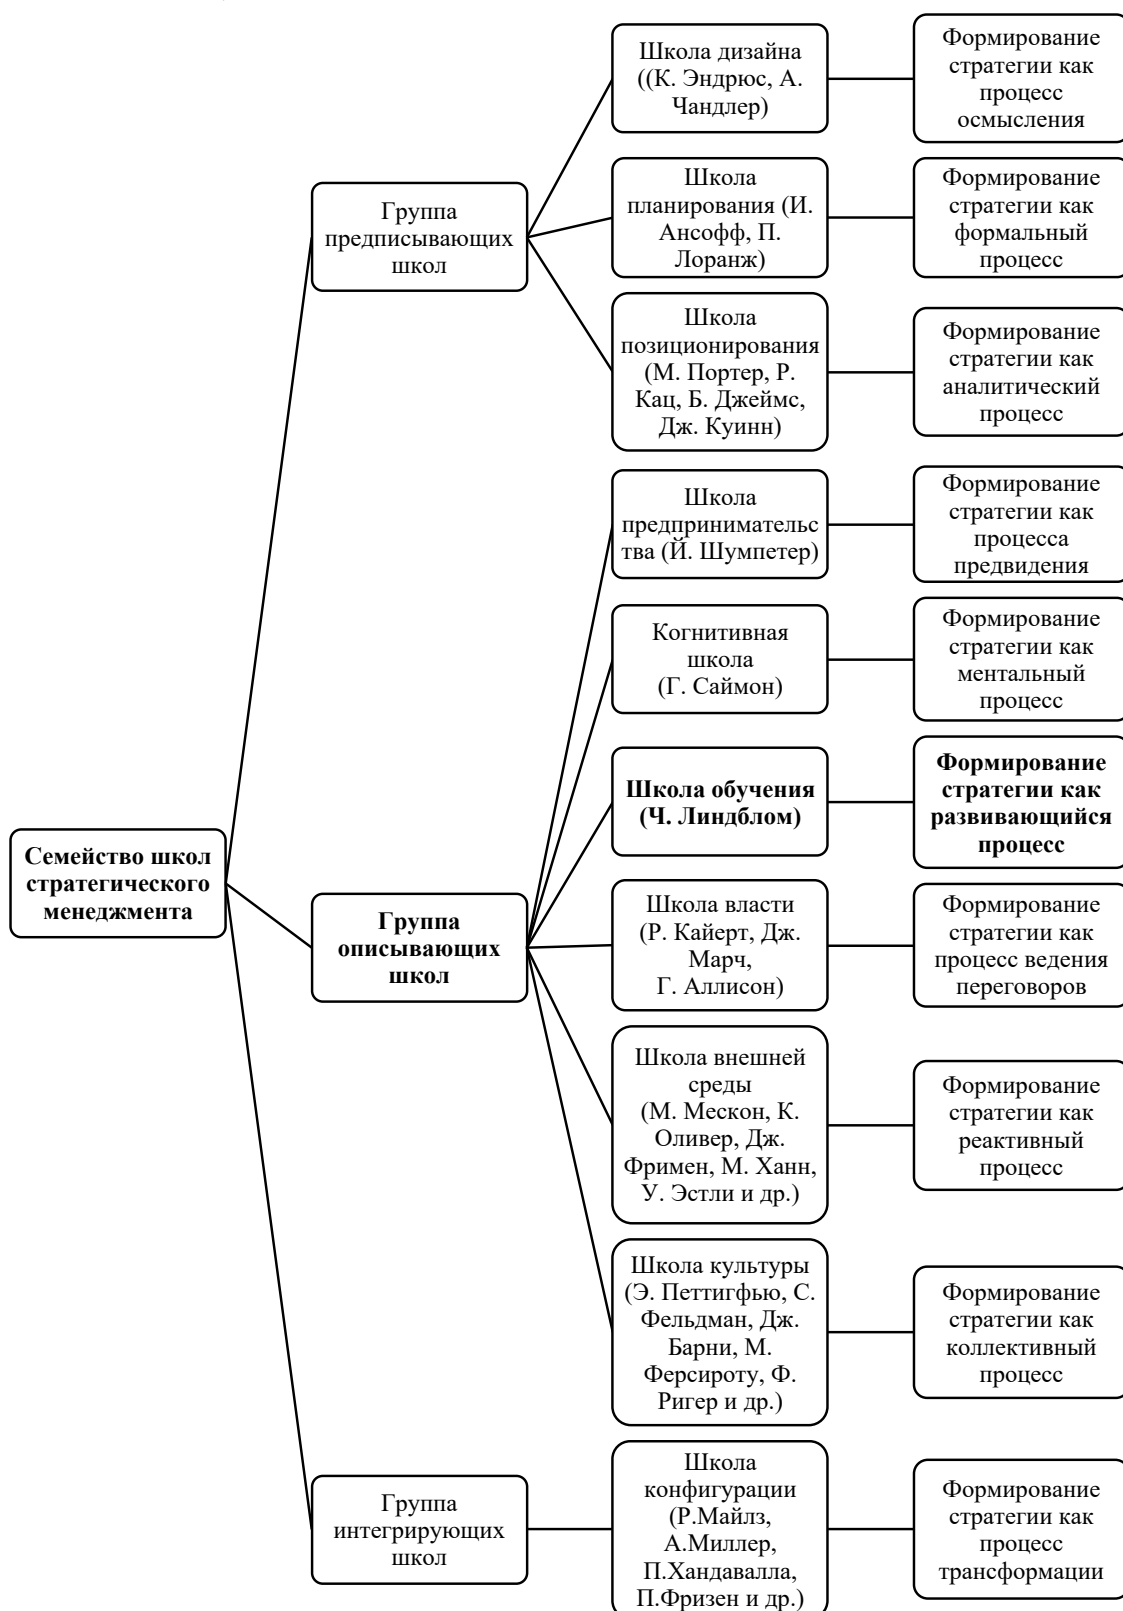 Семейство школ
стратегического
менеджмента
Группа
предписывающих
школ
Школа дизайна
((К. Эндрюс, А.
Чандлер)
Формирование
стратегии как
процесс
осмысления
Школа
планирования (И.
Ансофф, П.
Лоранж)
Формирование
стратегии как
формальный
процесс
Школа
позиционирования
(М. Портер, Р.
Кац, Б. Джеймс,
Дж. Куинн)
Формирование
стратегии как
аналитический
процесс
Группа
описывающих
школ
Школа
предпринимательс
тва (Й. Шумпетер)
Формирование
стратегии как
процесса
предвидения
Когнитивная
школа
(Г. Саймон)
Формирование
стратегии как
ментальный
процесс
Школа обучения
(Ч. Линдблом)
Формирование
стратегии как
развивающийся
процесс
Школа власти
(Р. Кайерт, Дж.
Марч,
Г. Аллисон)
Формирование
стратегии как
процесс ведения
переговоров
Школа внешней
среды
(М. Мескон, К.
Оливер, Дж.
Фримен, М. Ханн,
У. Эстли и др.)
Формирование
стратегии как
реактивный
процесс
Школа культуры
(Э. Петтигфью, С.
Фельдман, Дж.
Барни, М.
Ферсироту, Ф.
Ригер и др.)
Формирование
стратегии как
коллективный
процесс
Группа
интегрирующих
школ
Школа
конфигурации
(Р.Майлз,
А.Миллер,
П.Хандавалла,
П.Фризен и др.)
Формирование
стратегии как
процесс
трансформации